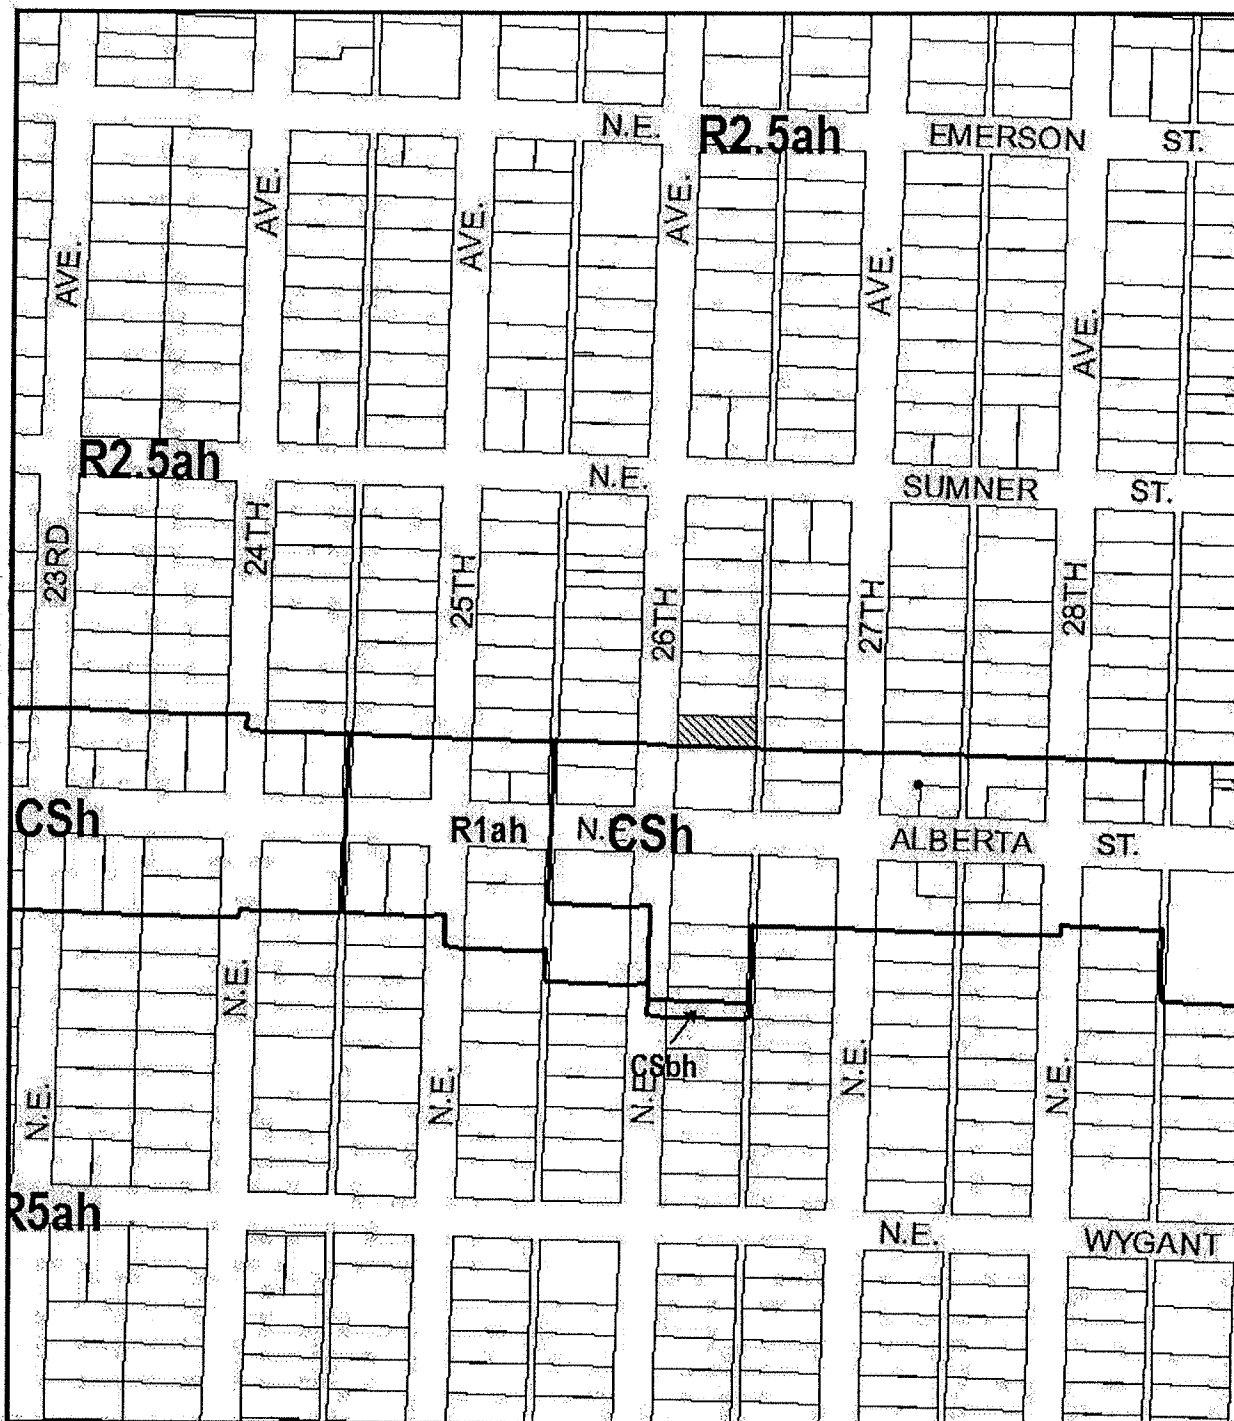 N.E. R2.5ah EMERSON ST.
AVE. AVE. AVE. AVE. AVE. AVE.
R2.5ah N.E. SUMNER ST.
23RD 24TH 25TH 26TH 27TH 28TH
CSh R1ah N.E. CSh ALBERTA ST.
CSbh
N.E. N.E. N.E. N.E. N.E. N.E.
R5ah N.E. WYGANT